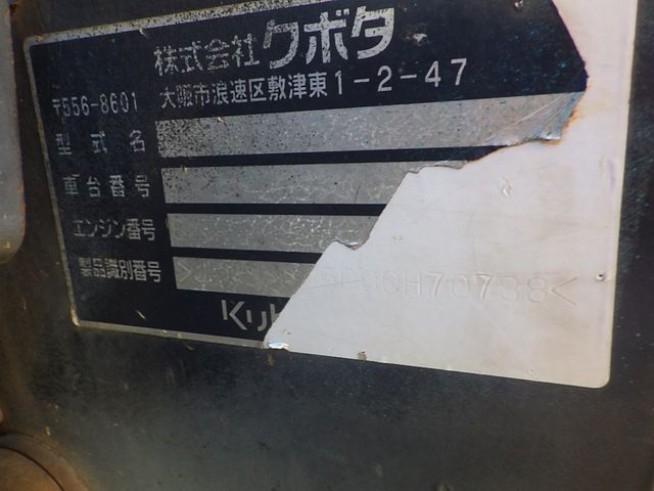 株式会社クボタ
〒556-8601 大阪市浪速区敷津東1-2-47
型式名
車台番号
エンジン番号
製品識別番号
H70738<